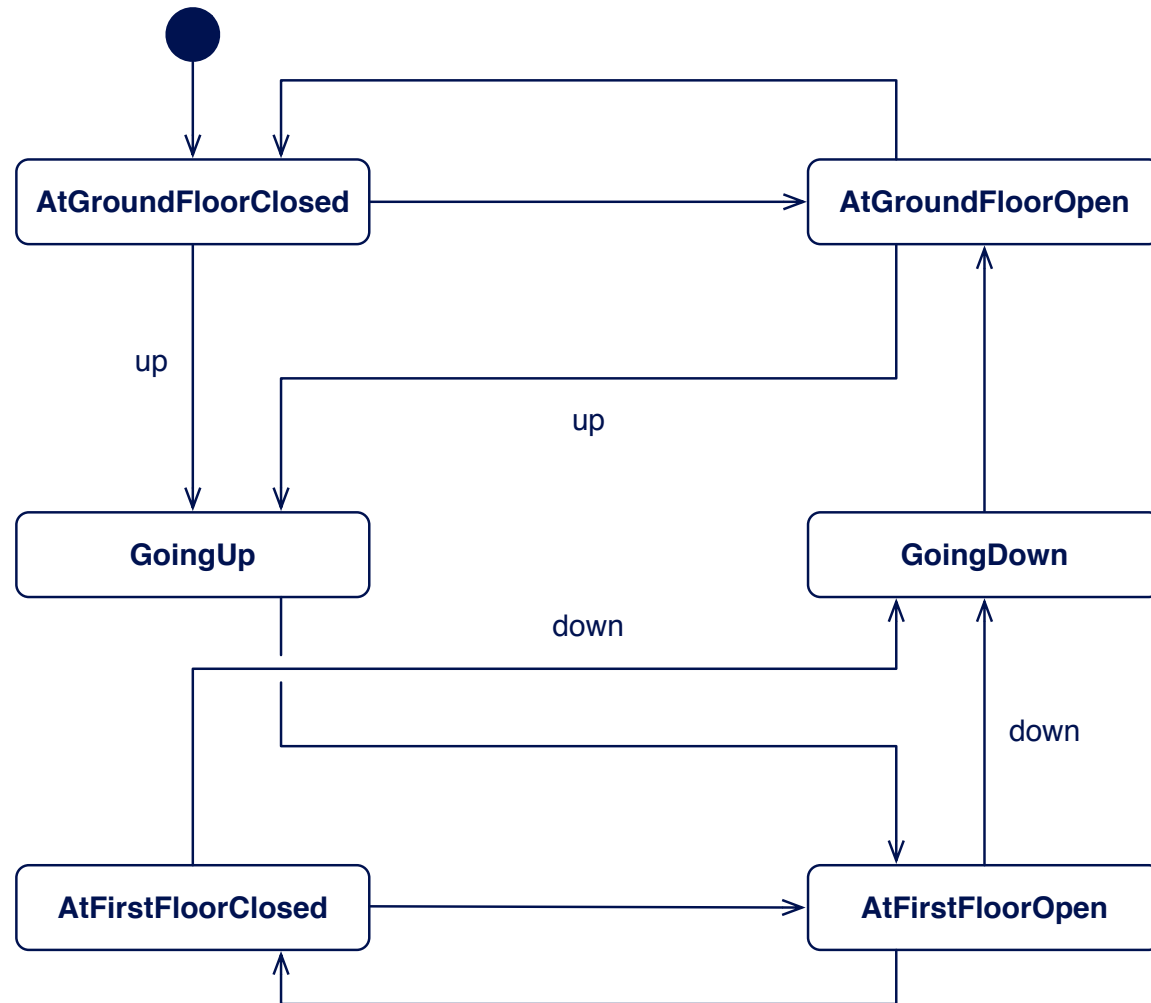 AtGroundFloorClosed
AtGroundFloorOpen
up
up
GoingUp
GoingDown
down
down
AtFirstFloorClosed
AtFirstFloorOpen